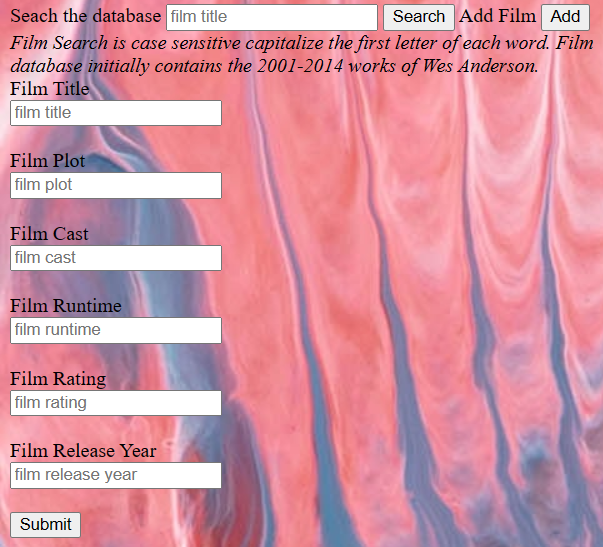 Seach the database film title Search Add Film Add
Film Search is case sensitive capitalize the first letter of each word. Film
database initially contains the 2001-2014 works of Wes Anderson.
Film Title
film title
Film Plot
film plot
Film Cast
film cast
Film Runtime
film runtime
Film Rating
film rating
Film Release Year
film release year
Submit